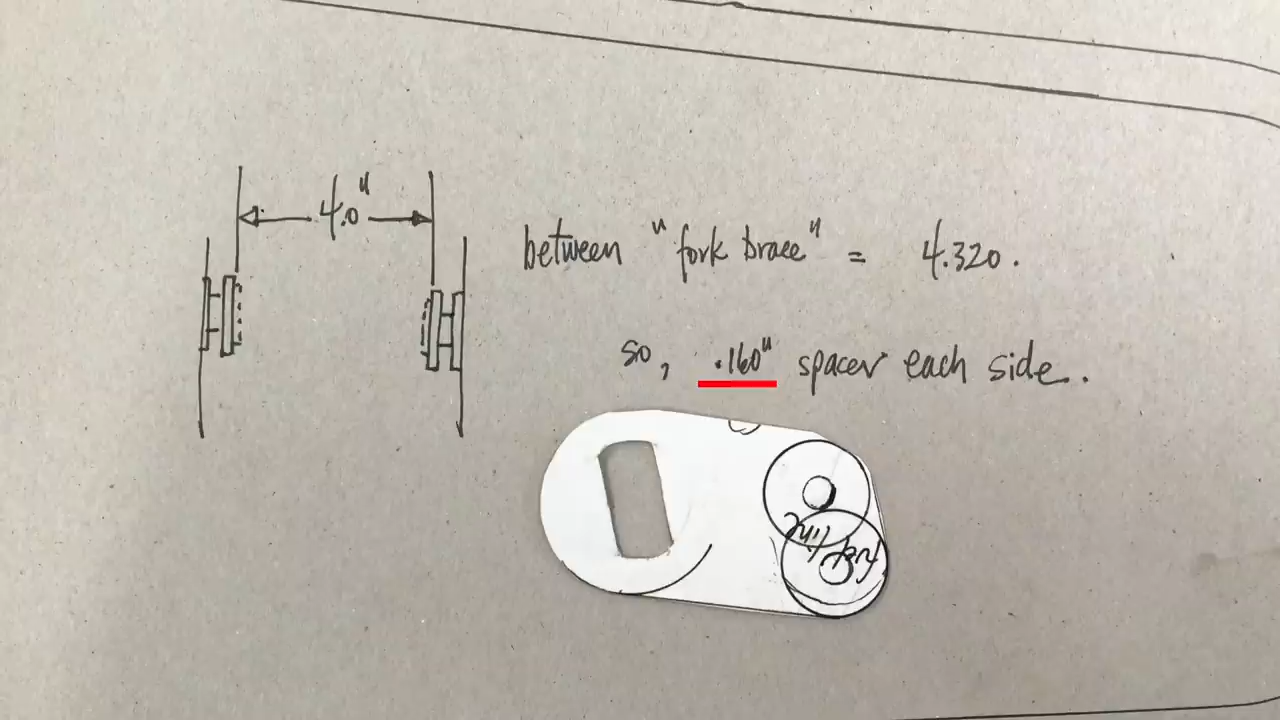 4.0"
between "fork brace" = 4.320.
so, .160" spacer each side.